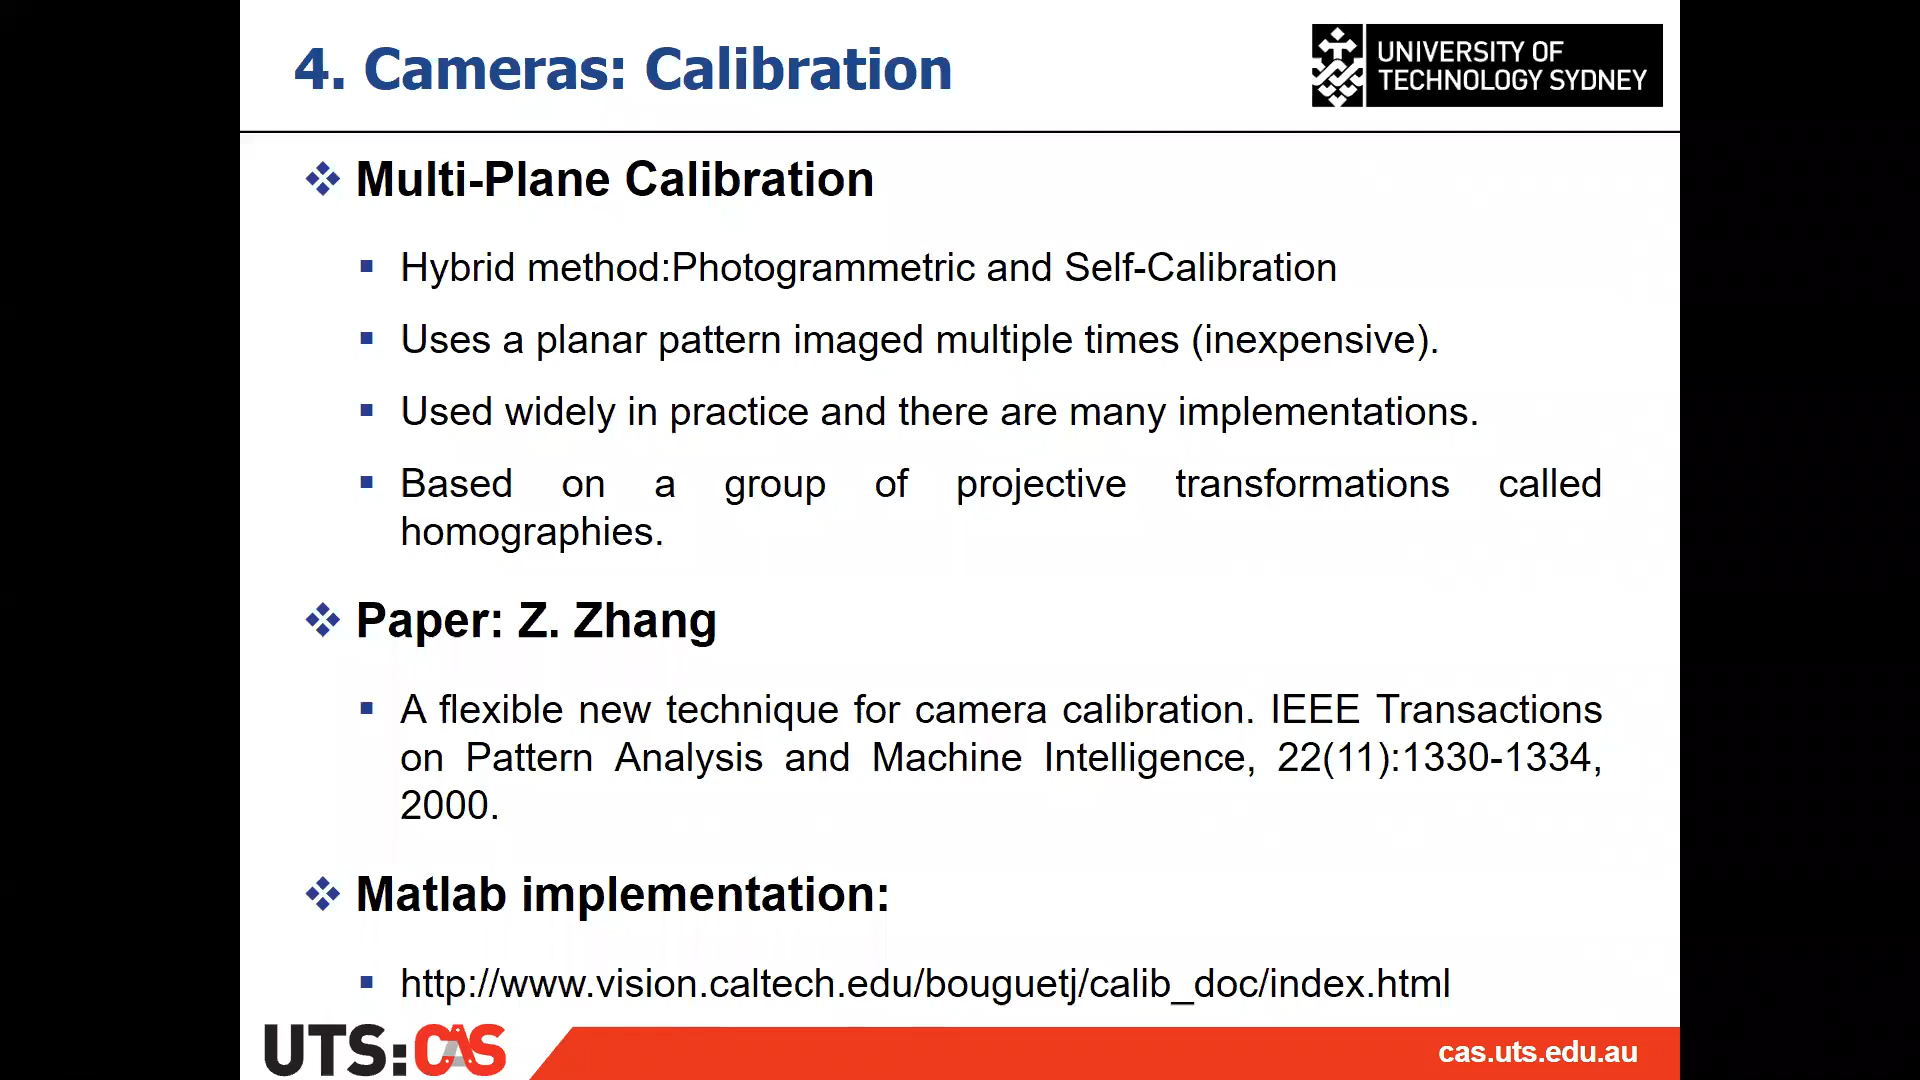 4. Cameras: Calibration
UNIVERSITY OF
TECHNOLOGY SYDNEY
Multi-Plane Calibration
Hybrid method:Photogrammetric and Self-Calibration
Uses a planar pattern imaged multiple times (inexpensive).
Used widely in practice and there are many implementations.
Based on a group of projective transformations called
homographies.
Paper: Z. Zhang
A flexible new technique for camera calibration. IEEE Transactions
on Pattern Analysis and Machine Intelligence, 22(11):1330-1334,
2000.
Matlab implementation:
http://www.vision.caltech.edu/bouguetj/calib_doc/index.html
UTS:CAS
cas.uts.edu.au